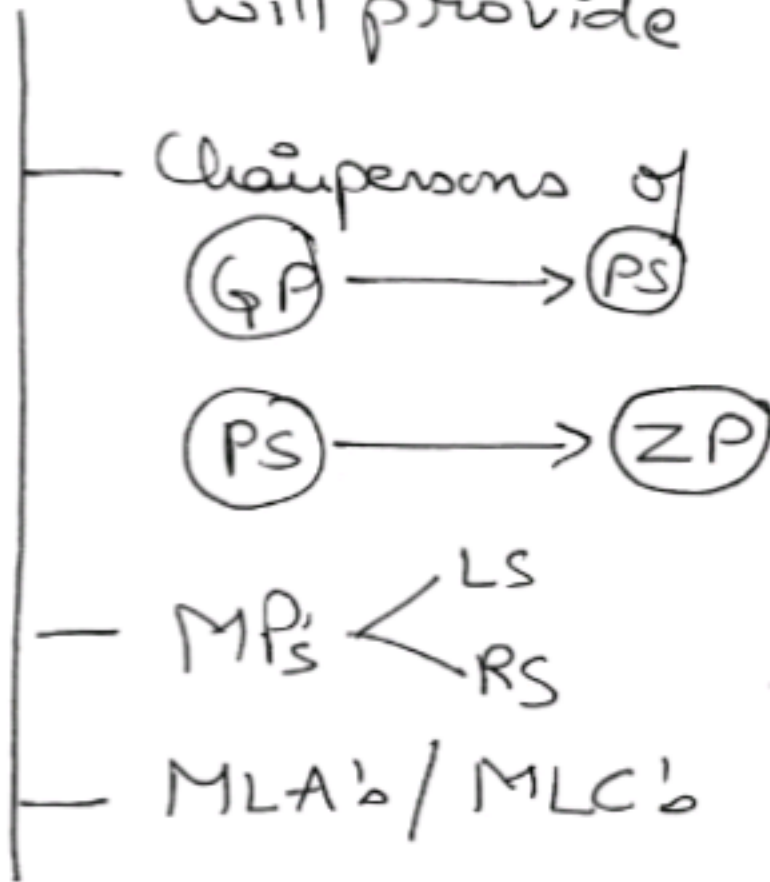 will provide
Chairpersons of
GP → PS
PS → ZP
MP's < LS
RS
MLA's / MLC's